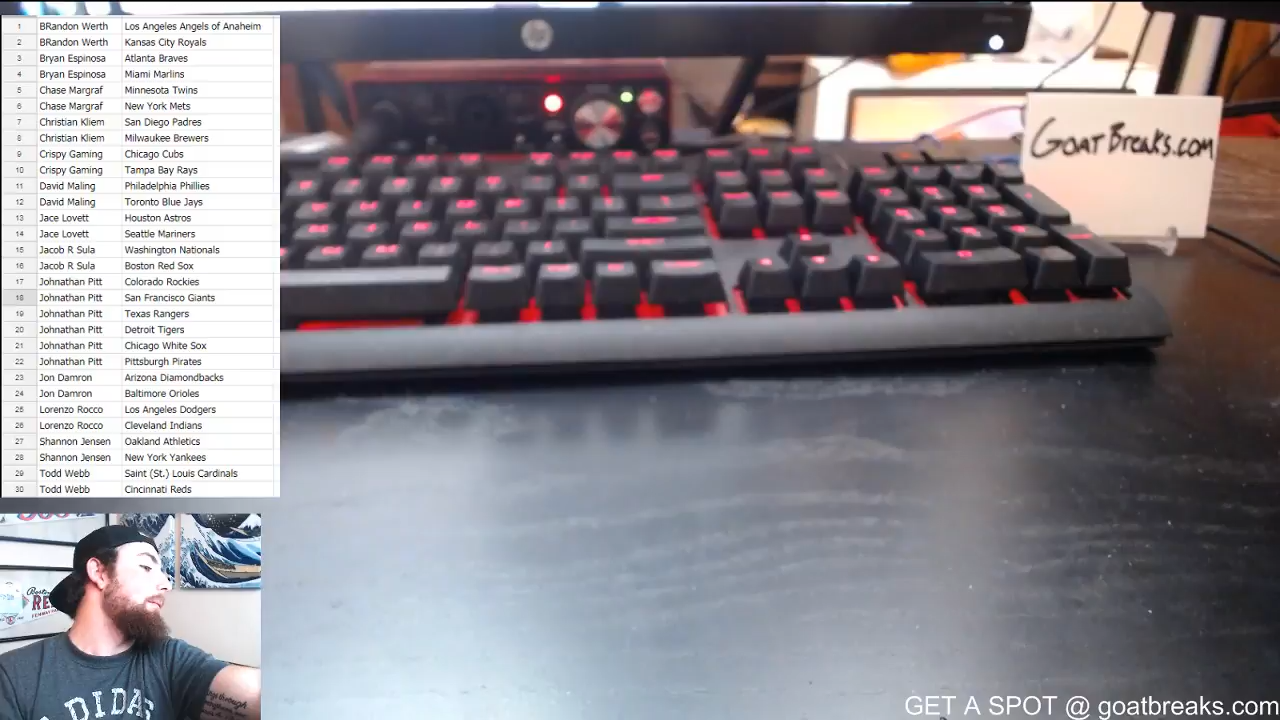 1 BRandon Werth Los Angeles Angels of Anaheim
2 BRandon Werth Kansas City Royals
3 Bryan Espinosa Atlanta Braves
4 Bryan Espinosa Miami Marlins
5 Chase Margraf Minnesota Twins
6 Chase Margraf New York Mets
7 Christian Kliem San Diego Padres
8 Christian Kliem Milwaukee Brewers
9 Crispy Gaming Chicago Cubs
10 Crispy Gaming Tampa Bay Rays
11 David Maling Philadelphia Phillies
12 David Maling Toronto Blue Jays
13 Jace Lovett Houston Astros
14 Jace Lovett Seattle Mariners
15 Jacob R Sula Washington Nationals
16 Jacob R Sula Boston Red Sox
17 Johnathan Pitt Colorado Rockies
18 Johnathan Pitt San Francisco Giants
19 Johnathan Pitt Texas Rangers
20 Johnathan Pitt Detroit Tigers
21 Johnathan Pitt Chicago White Sox
22 Johnathan Pitt Pittsburgh Pirates
23 Jon Damron Arizona Diamondbacks
24 Jon Damron Baltimore Orioles
25 Lorenzo Rocco Los Angeles Dodgers
26 Lorenzo Rocco Cleveland Indians
27 Shannon Jensen Oakland Athletics
28 Shannon Jensen New York Yankees
29 Todd Webb Saint (St.) Louis Cardinals
30 Todd Webb Cincinnati Reds
hp
GOATBReaks.com
ADIDAS
GET A SPOT @ goatbreaks.com